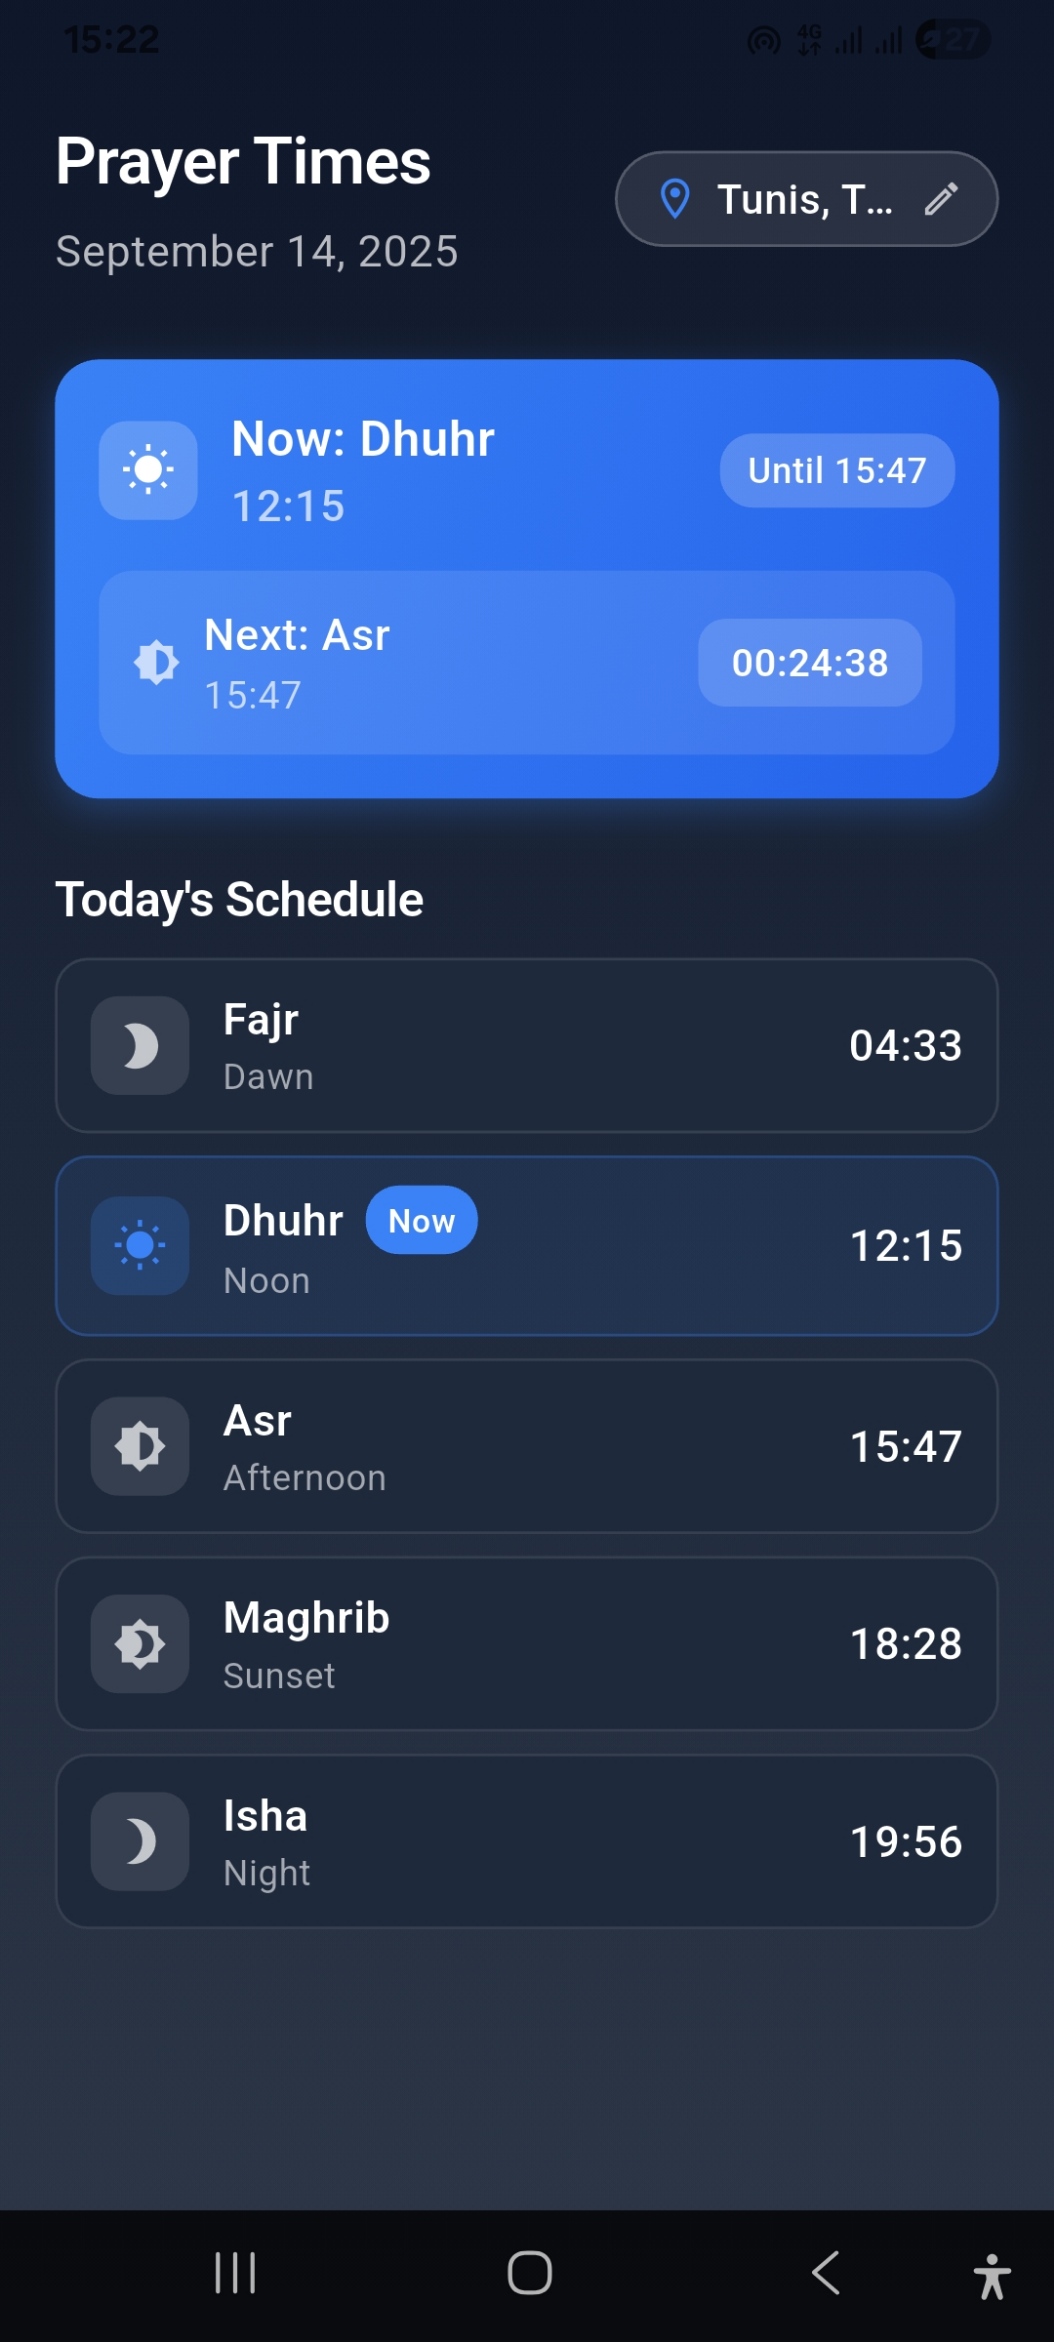 15:22
4G
27
Prayer Times
Tunis, T...
September 14, 2025
Now: Dhuhr
12:15
Until 15:47
Next: Asr
15:47
00:24:38
Today's Schedule
Fajr
Dawn
04:33
Dhuhr Now
Noon
12:15
Asr
Afternoon
15:47
Maghrib
Sunset
18:28
Isha
Night
19:56